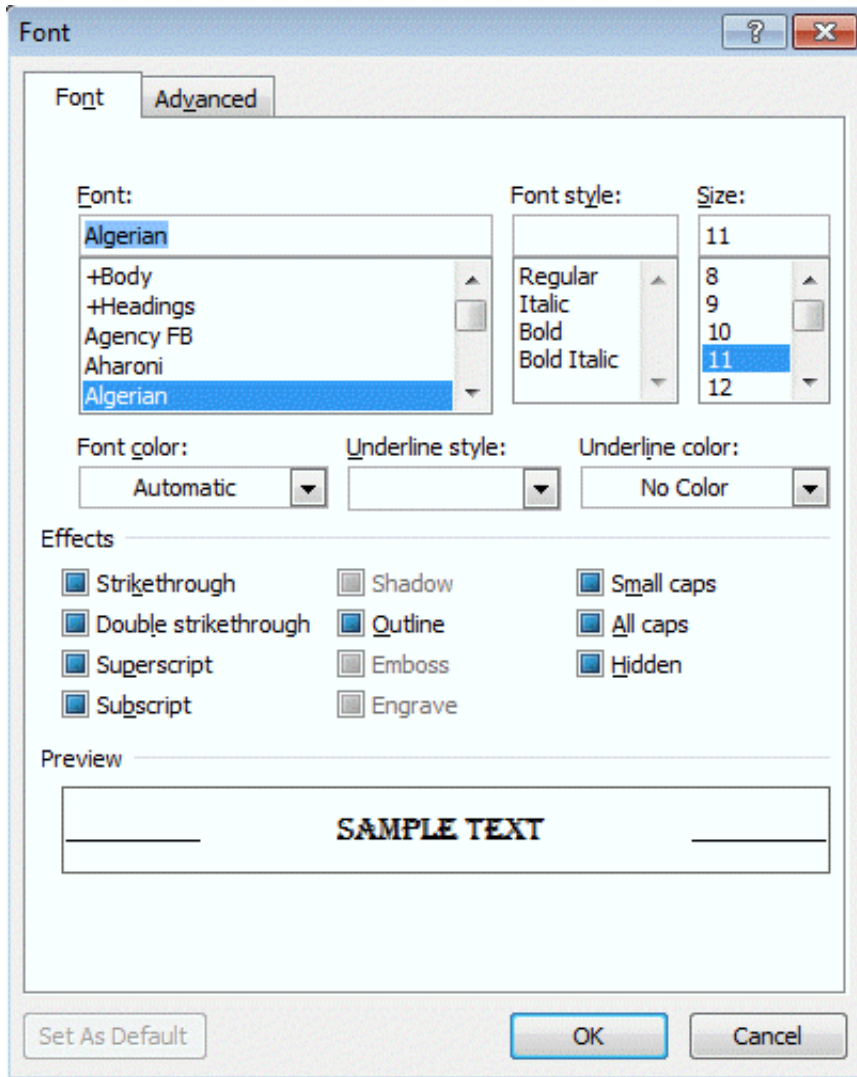 Font
Font Advanced
Font: Font style: Size:
Algerian 11
+Body Regular 8
+Headings Italic 9
Agency FB Bold 10
Aharoni Bold Italic 11
Algerian 12
Font color: Underline style: Underline color:
Automatic No Color
Effects
Strikethrough Shadow Small caps
Double strikethrough Outline All caps
Superscript Emboss Hidden
Subscript Engrave
Preview
SAMPLE TEXT
Set As Default OK Cancel